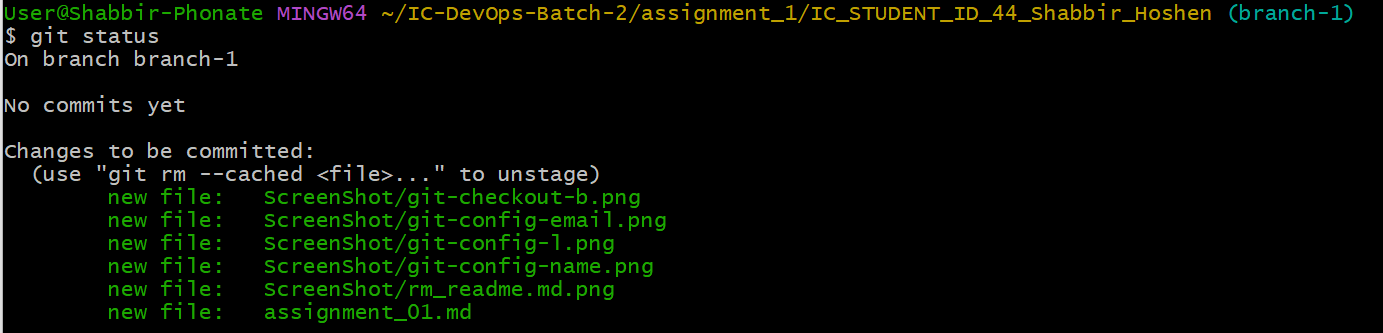 User@Shabbir-Phonate MINGW64 ~/IC-DevOps-Batch-2/assignment_1/IC_STUDENT_ID_44_Shabbir_Hoshen (branch-1)
$ git status
On branch branch-1

No commits yet

Changes to be committed:
  (use "git rm --cached <file>..." to unstage)
        new file:   ScreenShot/git-checkout-b.png
        new file:   ScreenShot/git-config-email.png
        new file:   ScreenShot/git-config-l.png
        new file:   ScreenShot/git-config-name.png
        new file:   ScreenShot/rm_readme.md.png
        new file:   assignment_01.md